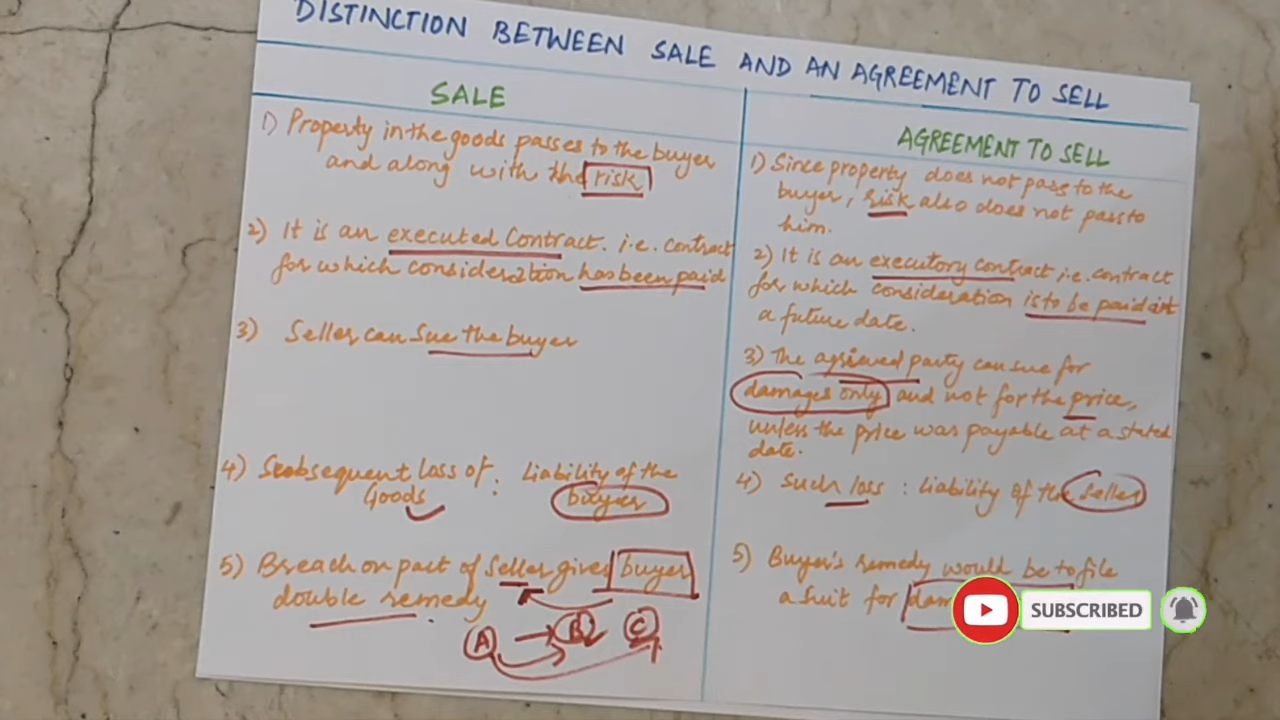 DISTINCTION BETWEEN SALE AND AN AGREEMENT TO SELL
SALE
1) Property in the goods passes to the buyer
and along with the risk
2) It is an executed Contract. i.e. contract
for which consideration has been paid
3) Seller can sue the buyer
4) Subsequent loss of : Liability of the
Goods : buyer
5) Breach on part of seller gives buyer
double remedy
A B C
AGREEMENT TO SELL
1) Since property does not pass to the
buyer, risk also does not pass to
him.
2) It is an executory contract i.e. contract
for which consideration is to be paid at
a future date.
3) The agrieved party can sue for
damages only and not for the price,
unless the price was payable at a stated
date.
4) Such loss : liability of the seller
5) Buyer's remedy would be to file
a suit for
SUBSCRIBED